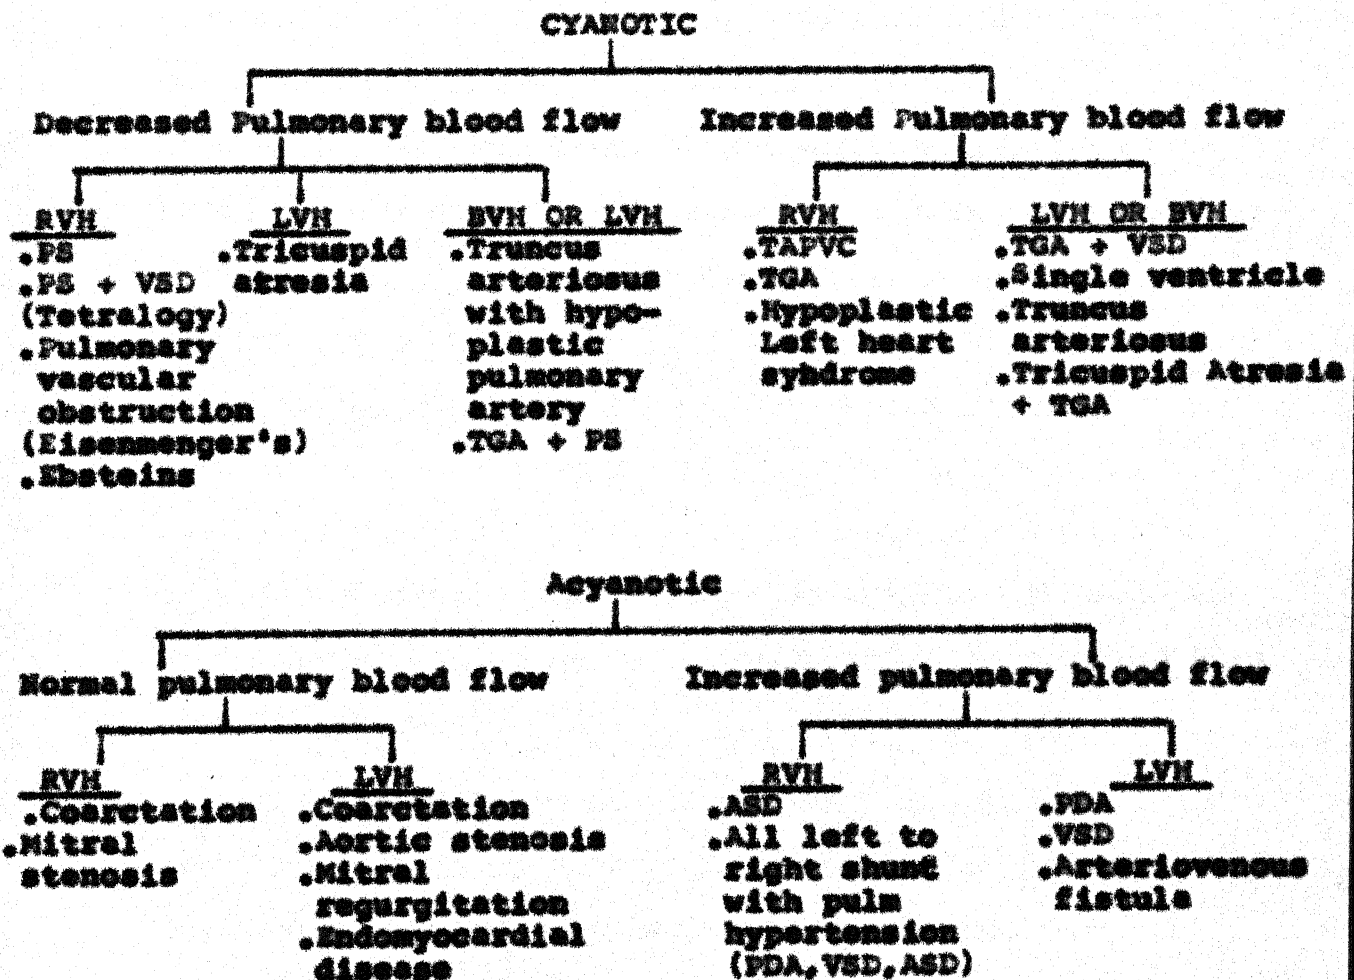 CYANOTIC
Decreased Pulmonary blood flow
Increased Pulmonary blood flow
RVH
.PS
.PS + VSD
(Tetralogy)
.Pulmonary
vascular
obstruction
(Eisenmenger's)
.Ebsteins
LVH
.Tricuspid
atresia
BVH OR LVH
.Truncus
arteriosus
with hypo-
plastic
pulmonary
artery
.TGA + PS
RVH
.TAPVC
.TGA
.Hypoplastic
Left heart
syhdrome
LVH OR BVH
.TGA + VSD
.Single ventricle
.Truncus
arteriosus
.Tricuspid Atresia
+ TGA
Acyanotic
Normal pulmonary blood flow
Increased pulmonary blood flow
RVH
.Coarctation
.Mitral
stenosis
LVH
.Coarctation
.Aortic stenosis
.Mitral
regurgitation
.Endomyocardial
disease
RVH
.ASD
.All left to
right shunt
with pulm
hypertension
(PDA,VSD,ASD)
LVH
.PDA
.VSD
.Arteriovenous
fistula